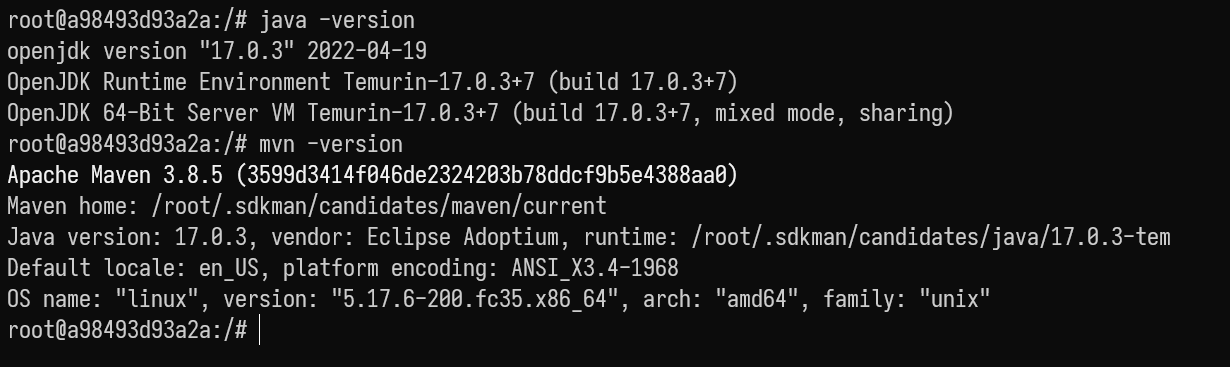 root@a98493d93a2a:/# java -version
openjdk version "17.0.3" 2022-04-19
OpenJDK Runtime Environment Temurin-17.0.3+7 (build 17.0.3+7)
OpenJDK 64-Bit Server VM Temurin-17.0.3+7 (build 17.0.3+7, mixed mode, sharing)
root@a98493d93a2a:/# mvn -version
Apache Maven 3.8.5 (3599d3414f046de2324203b78ddcf9b5e4388aa0)
Maven home: /root/.sdkman/candidates/maven/current
Java version: 17.0.3, vendor: Eclipse Adoptium, runtime: /root/.sdkman/candidates/java/17.0.3-tem
Default locale: en_US, platform encoding: ANSI_X3.4-1968
OS name: "linux", version: "5.17.6-200.fc35.x86_64", arch: "amd64", family: "unix"
root@a98493d93a2a:/#